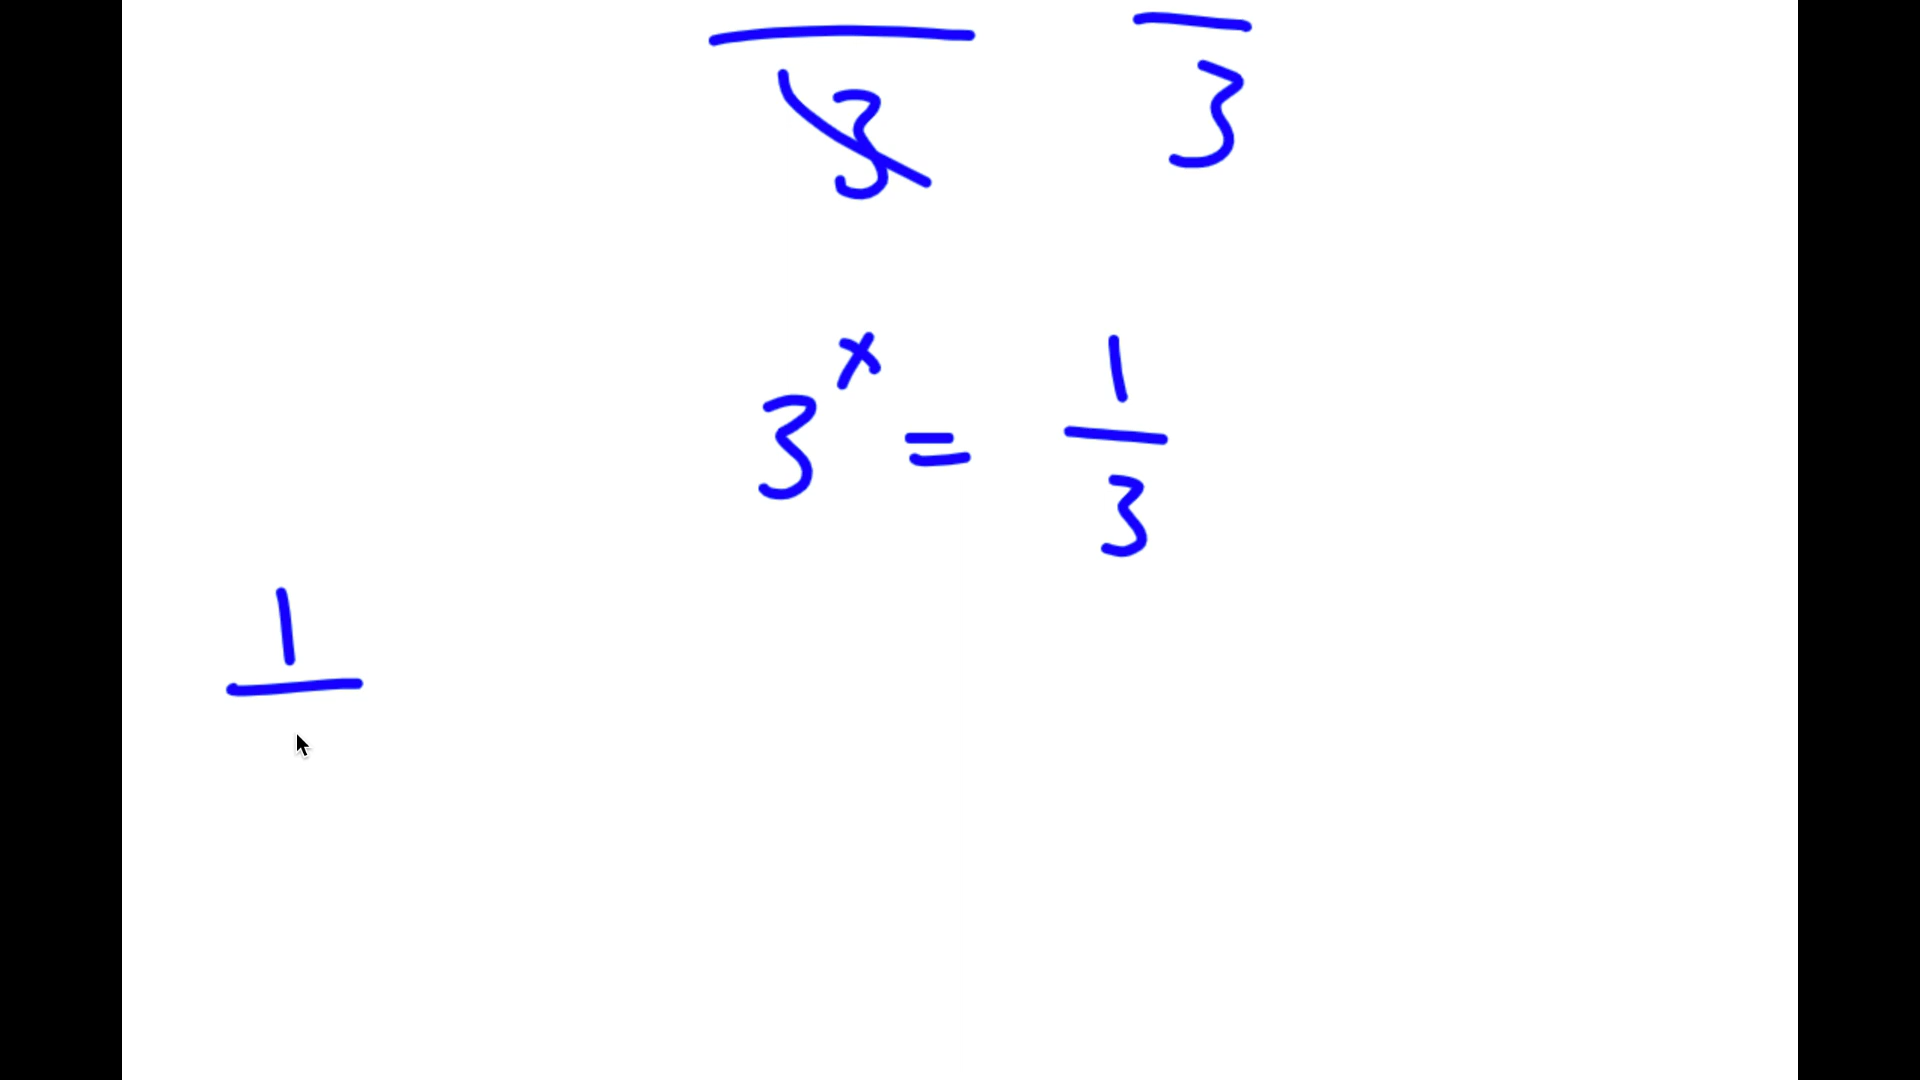 3 3
3^x = 1/3
1/